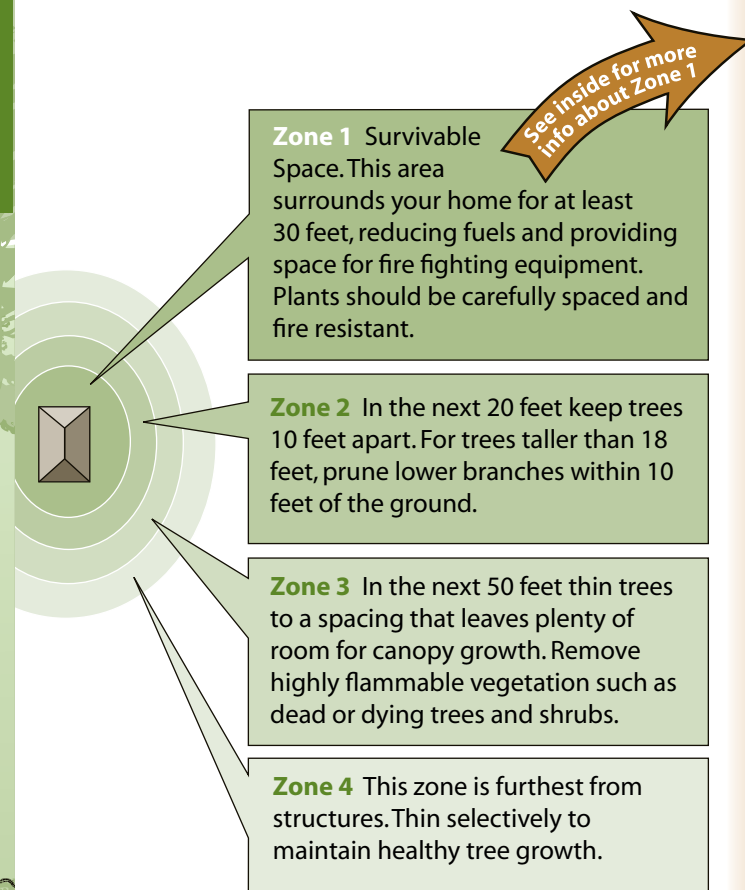 See inside for more
info about Zone 1
Zone 1 Survivable
Space. This area
surrounds your home for at least
30 feet, reducing fuels and providing
space for fire fighting equipment.
Plants should be carefully spaced and
fire resistant.
Zone 2 In the next 20 feet keep trees
10 feet apart. For trees taller than 18
feet, prune lower branches within 10
feet of the ground.
Zone 3 In the next 50 feet thin trees
to a spacing that leaves plenty of
room for canopy growth. Remove
highly flammable vegetation such as
dead or dying trees and shrubs.
Zone 4 This zone is furthest from
structures. Thin selectively to
maintain healthy tree growth.